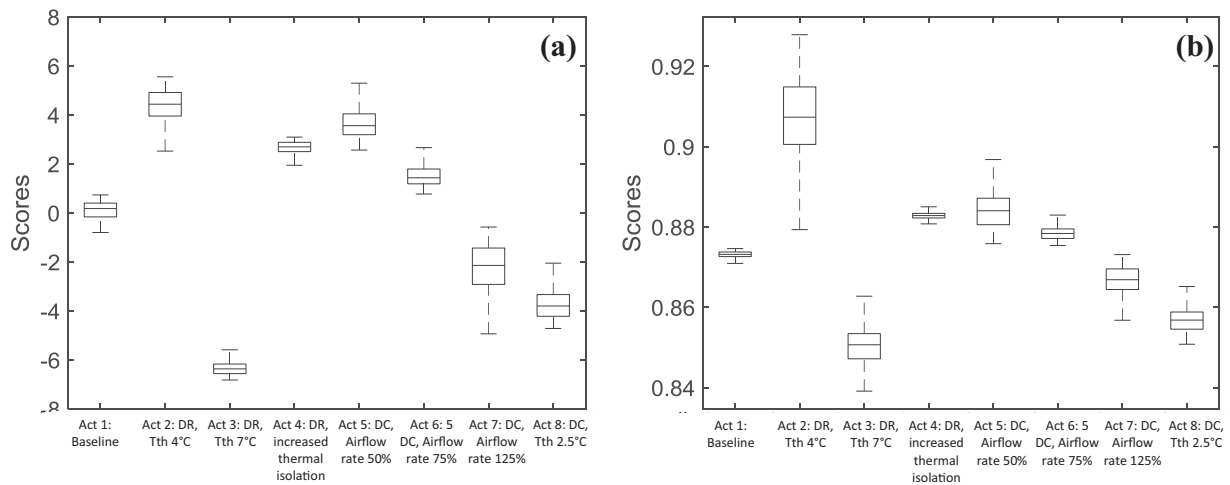 8
6
4
2
0
-2
-4
-6
-8
Scores
(a)
Act 1:
Baseline
Act 2: DR,
Tth 4°C
Act 3: DR,
Tth 7°C
Act 4: DR,
increased
thermal
isolation
Act 5: DC,
Airflow
rate 50%
Act 6: 5
DC, Airflow
rate 75%
Act 7: DC,
Airflow
rate 125%
Act 8: DC,
Tth 2.5°C
0.92
0.9
0.88
0.86
0.84
Scores
(b)
Act 1:
Baseline
Act 2: DR,
Tth 4°C
Act 3: DR,
Tth 7°C
Act 4: DR,
increased
thermal
isolation
Act 5: DC,
Airflow
rate 50%
Act 6: 5
DC, Airflow
rate 75%
Act 7: DC,
Airflow
rate 125%
Act 8: DC,
Tth 2.5°C